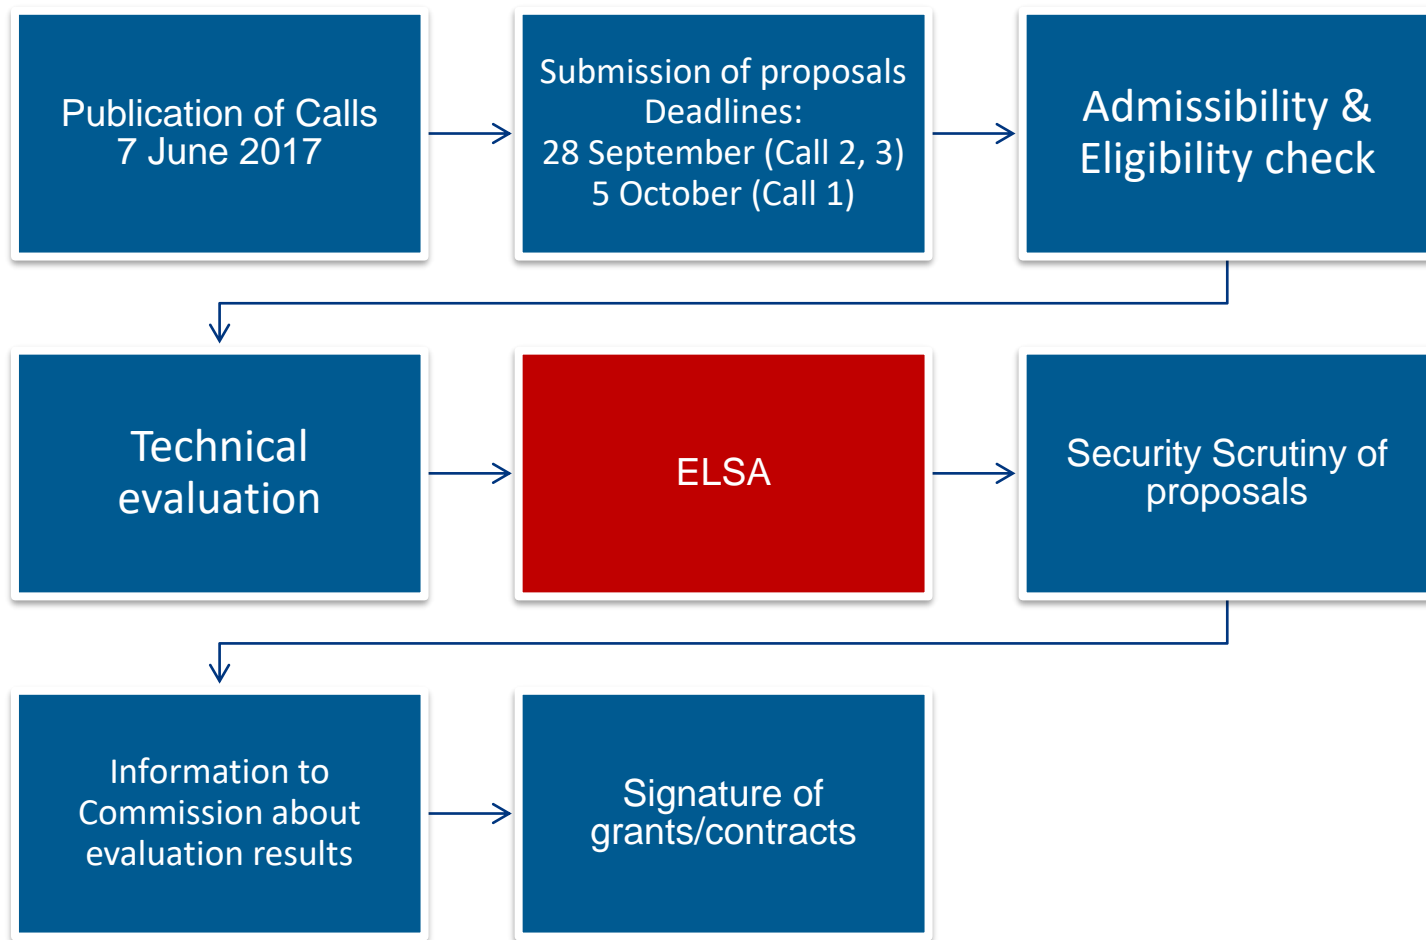 Publication of Calls
7 June 2017
Submission of proposals
Deadlines:
28 September (Call 2, 3)
5 October (Call 1)
Admissibility &
Eligibility check
Technical
evaluation
ELSA
Security Scrutiny of
proposals
Information to
Commission about
evaluation results
Signature of
grants/contracts